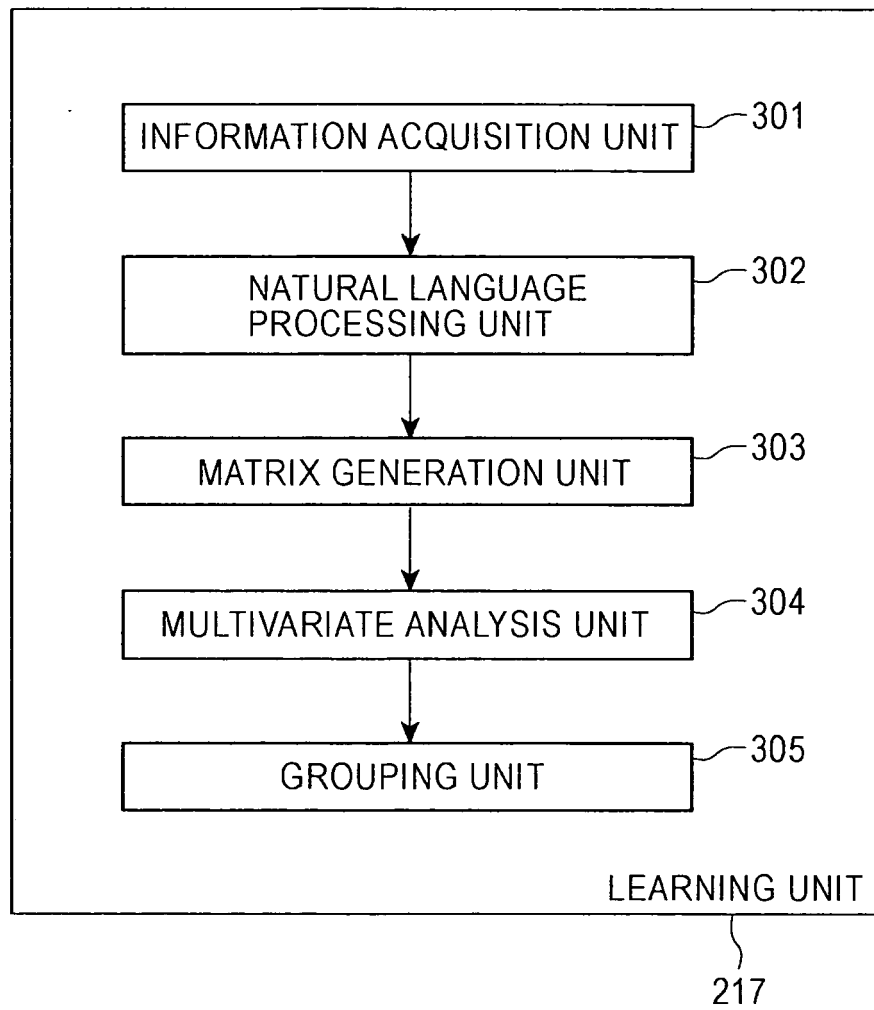 301
INFORMATION ACQUISITION UNIT
302
NATURAL LANGUAGE
PROCESSING UNIT
303
MATRIX GENERATION UNIT
304
MULTIVARIATE ANALYSIS UNIT
305
GROUPING UNIT
LEARNING UNIT
217